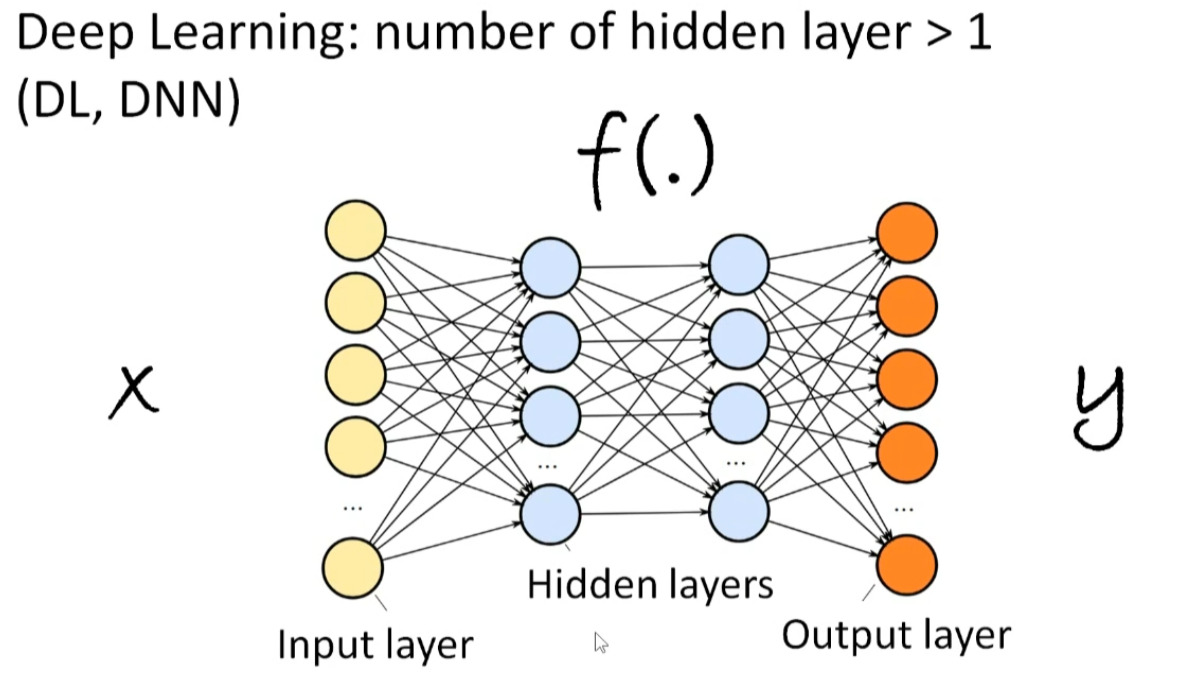 Deep Learning: number of hidden layer > 1
(DL, DNN)
f(.)
x
y
...
...
...
...
Hidden layers
Input layer
Output layer